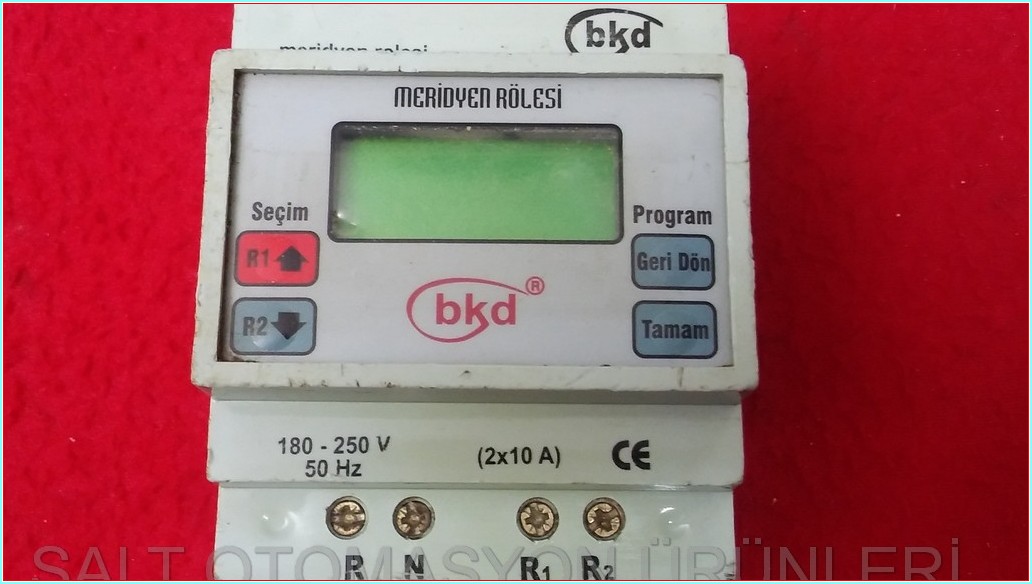 bkd
meridyen rolesi
MERİDYEN RÖLESİ
Seçim
Program
R1
Geri Dön
R2
Tamam
bkd®
180 - 250 V
50 Hz
(2x10 A)
CE
R N R1 R2
SALT OTOMASYON ÜRÜNLERİ